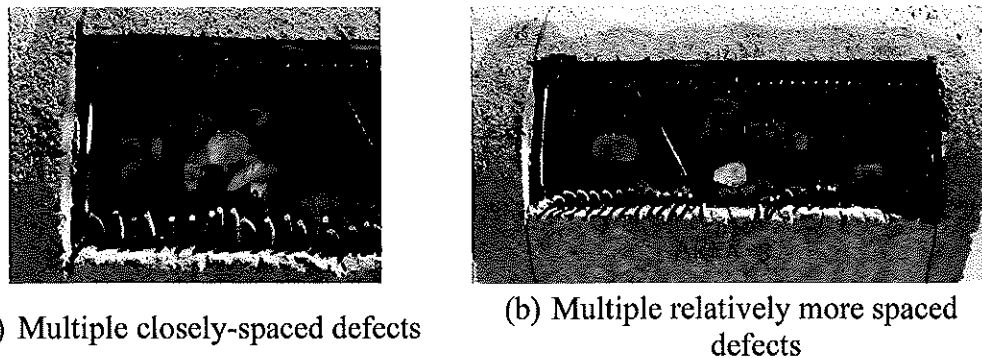 ) Multiple closely-spaced defects
(b) Multiple relatively more spaced
defects